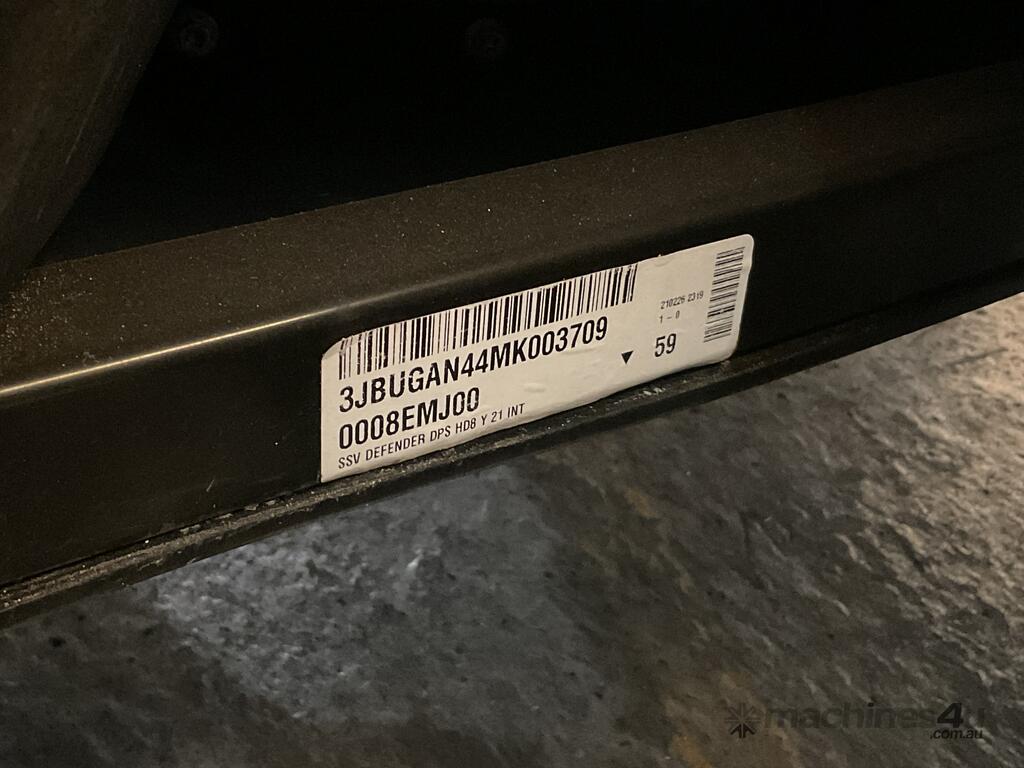 3JBUGAN44MK003709
0008EMJ00
SSV DEFENDER DPS HD8 Y 21 INT
210226 2319
1 - 0
▼ 59
machines4u
.com.au